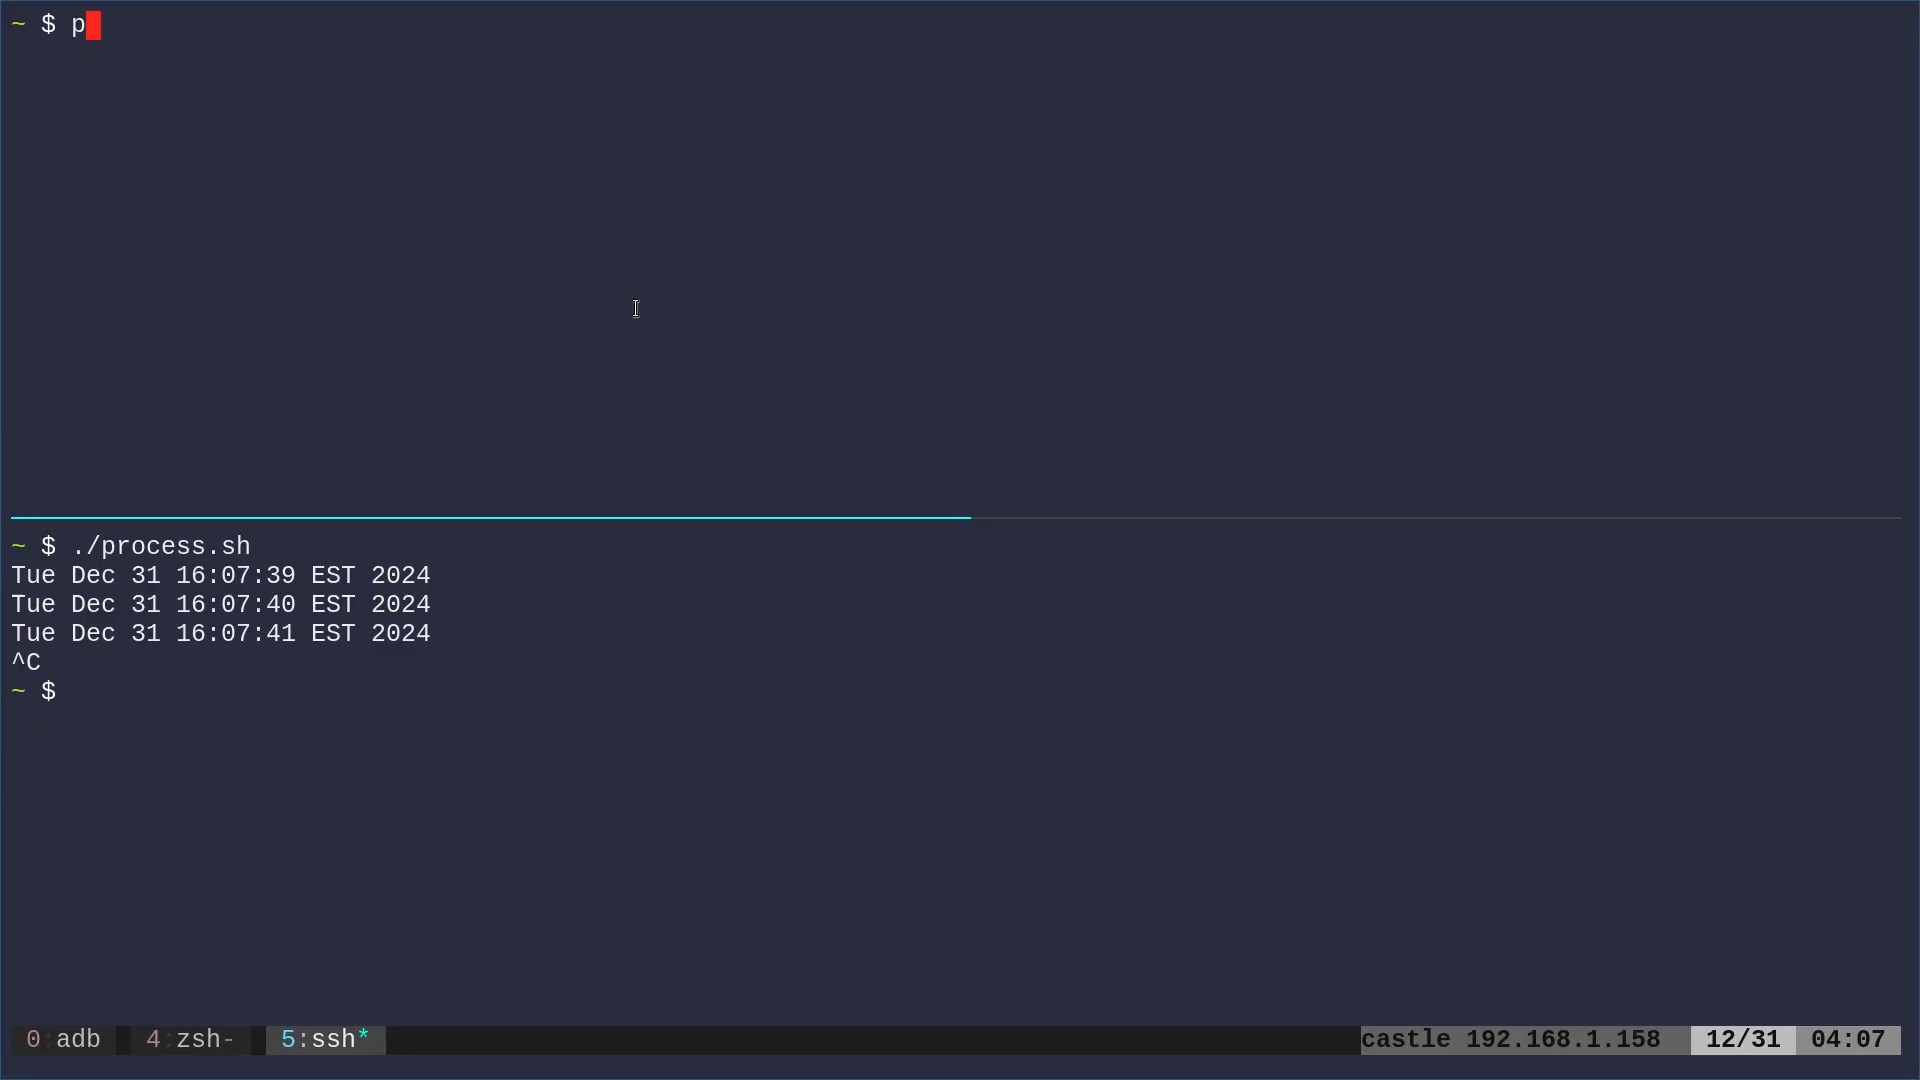 ~ $ p
~ $ ./process.sh
Tue Dec 31 16:07:39 EST 2024
Tue Dec 31 16:07:40 EST 2024
Tue Dec 31 16:07:41 EST 2024
^C
~ $
0:adb 4:zsh- 5:ssh* castle 192.168.1.158 12/31 04:07